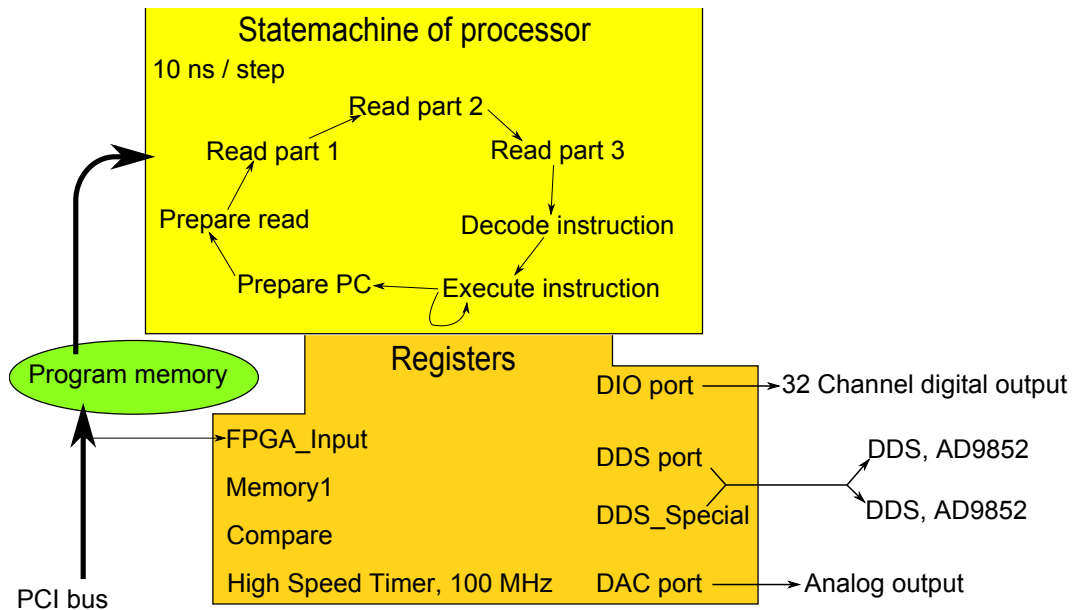 Statemachine of processor
10 ns / step
Read part 2
Read part 1
Read part 3
Prepare read
Decode instruction
Prepare PC
Execute instruction
Program memory
Registers
DIO port
32 Channel digital output
FPGA_Input
DDS port
DDS, AD9852
Memory1
DDS_Special
DDS, AD9852
Compare
High Speed Timer, 100 MHz
DAC port
Analog output
PCI bus